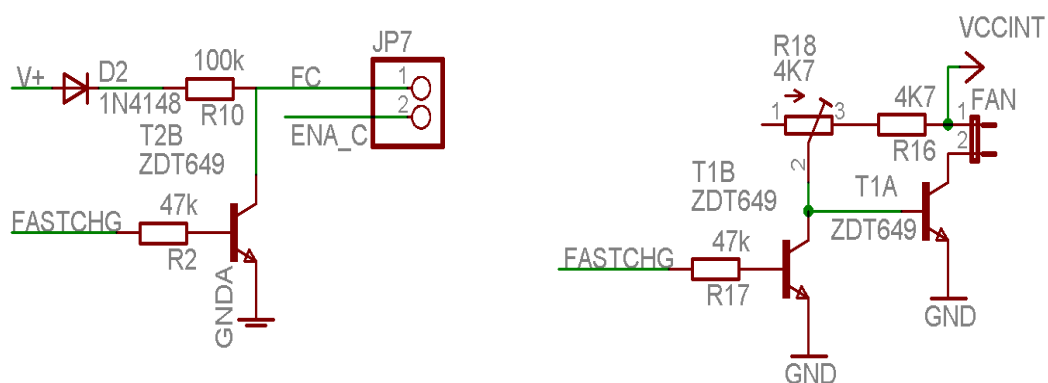 V+
D2
1N4148
100k
R10
FC
JP7
1
2
ENA_C
T2B
ZDT649
FASTCHG
47k
R2
GNDA
R18
4K7
1
3
2
4K7
R16
VCCINT
FAN
1
2
T1B
ZDT649
T1A
ZDT649
FASTCHG
47k
R17
GND
GND